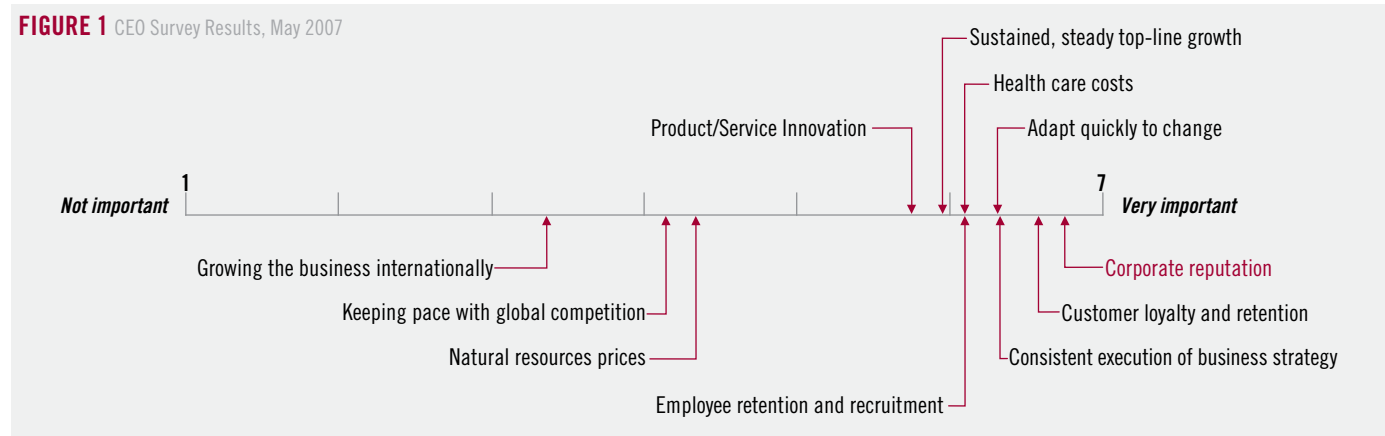 FIGURE 1 CEO Survey Results, May 2007
Sustained, steady top-line growth
Health care costs
Product/Service Innovation
Adapt quickly to change
1
7
Not important
Very important
Growing the business internationally
Corporate reputation
Keeping pace with global competition
Customer loyalty and retention
Natural resources prices
Consistent execution of business strategy
Employee retention and recruitment